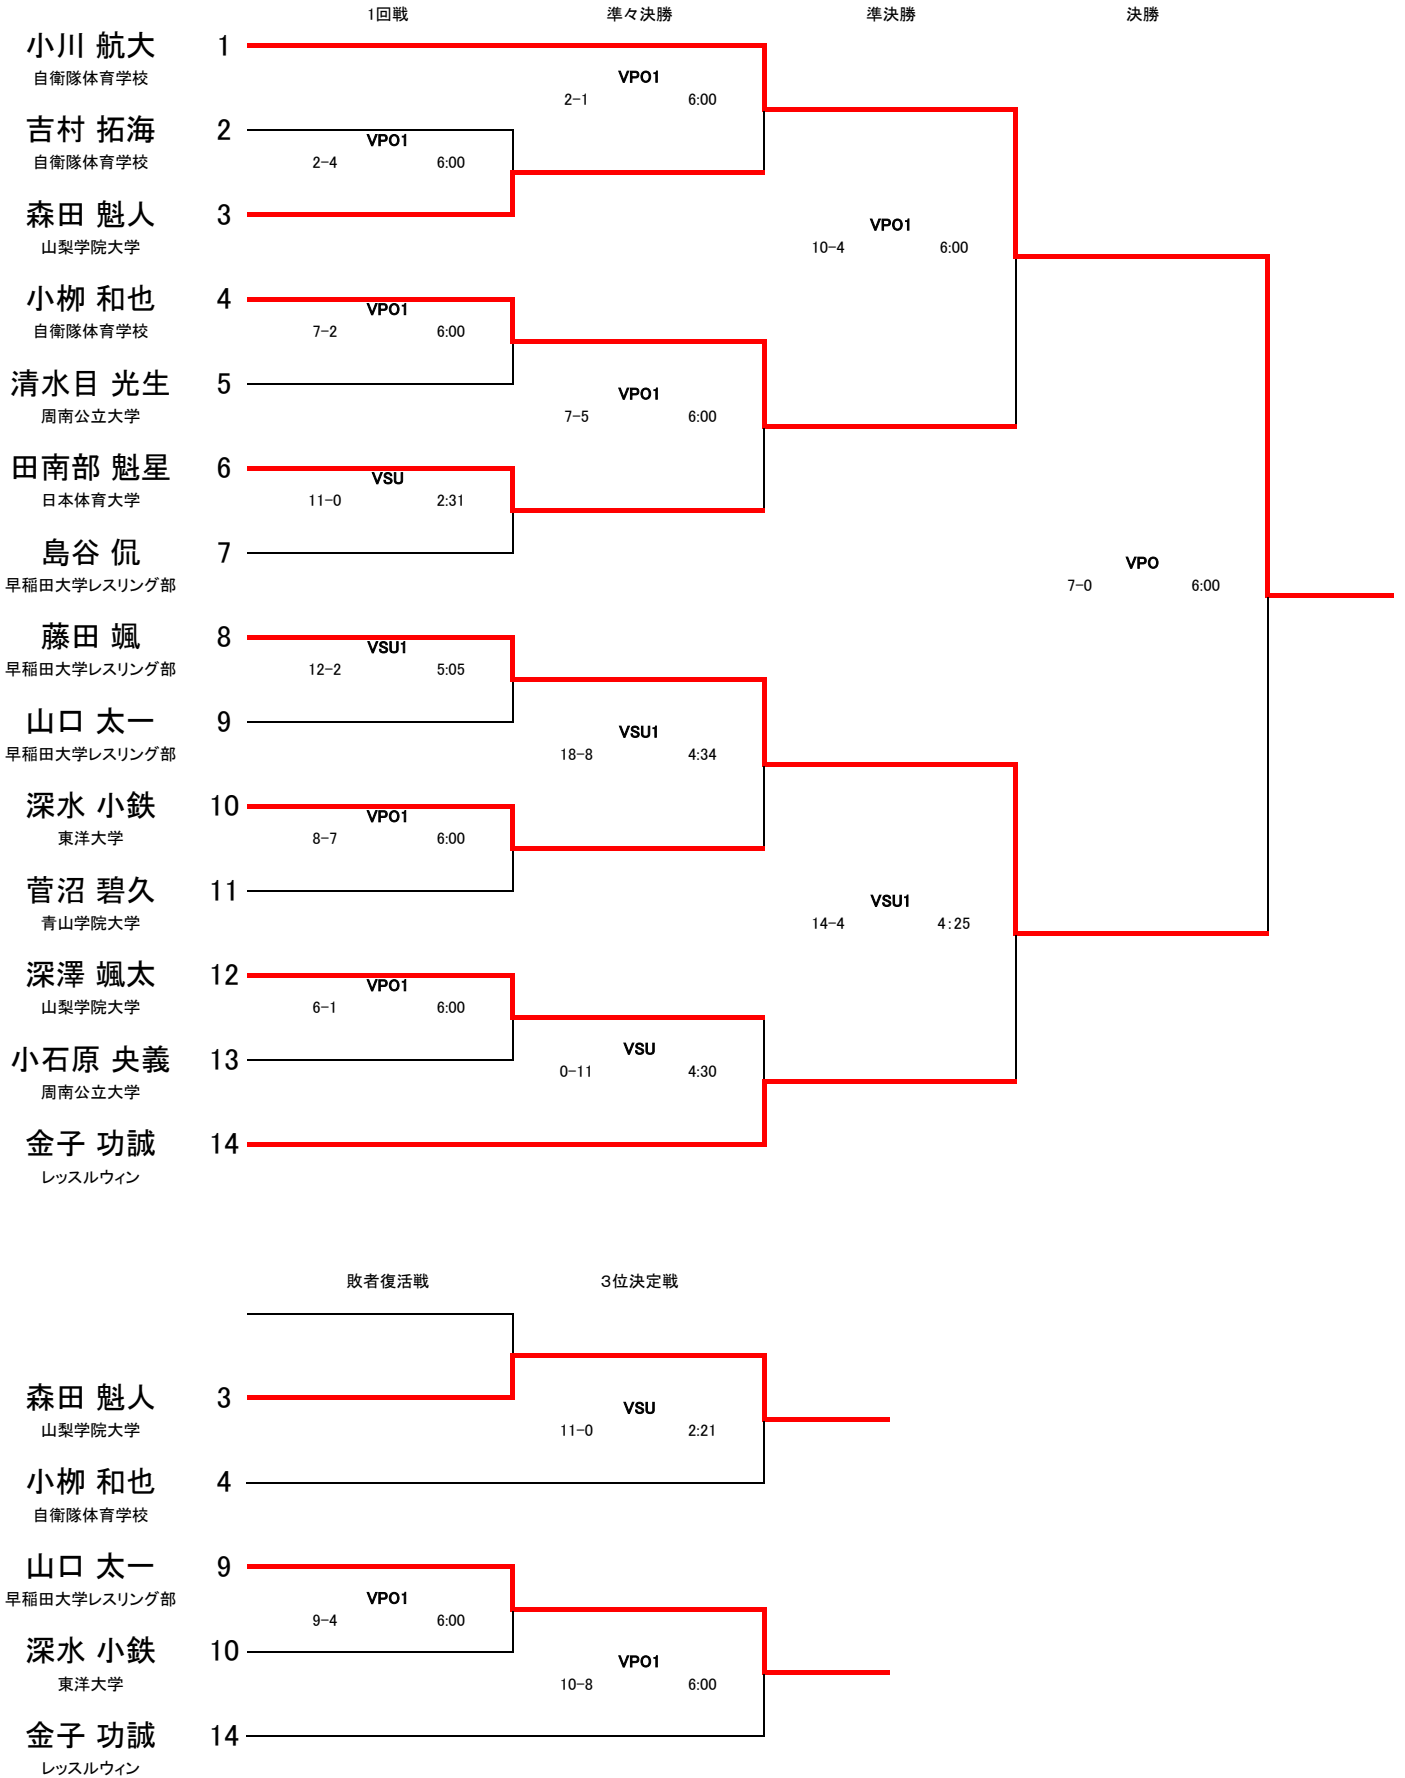 1回戦 準々決勝 準決勝 決勝
小川 航大 1
自衛隊体育学校
VPO1
2-1 6:00
吉村 拓海 2
自衛隊体育学校
VPO1
2-4 6:00
森田 魁人 3
山梨学院大学
VPO1
10-4 6:00
小栁 和也 4
自衛隊体育学校
VPO1
7-2 6:00
清水目 光生 5
周南公立大学
VPO1
7-5 6:00
田南部 魁星 6
日本体育大学
VSU
11-0 2:31
島谷 侃 7
早稲田大学レスリング部
VPO
7-0 6:00
藤田 颯 8
早稲田大学レスリング部
VSU1
12-2 5:05
山口 太一 9
早稲田大学レスリング部
VSU1
18-8 4:34
深水 小鉄 10
東洋大学
VPO1
8-7 6:00
菅沼 碧久 11
青山学院大学
VSU1
14-4 4:25
深澤 颯太 12
山梨学院大学
VPO1
6-1 6:00
小石原 央義 13
周南公立大学
VSU
0-11 4:30
金子 功誠 14
レッスルウィン
敗者復活戦 3位決定戦
森田 魁人 3
山梨学院大学
VSU
11-0 2:21
小栁 和也 4
自衛隊体育学校
山口 太一 9
早稲田大学レスリング部
VPO1
9-4 6:00
深水 小鉄 10
東洋大学
VPO1
10-8 6:00
金子 功誠 14
レッスルウィン